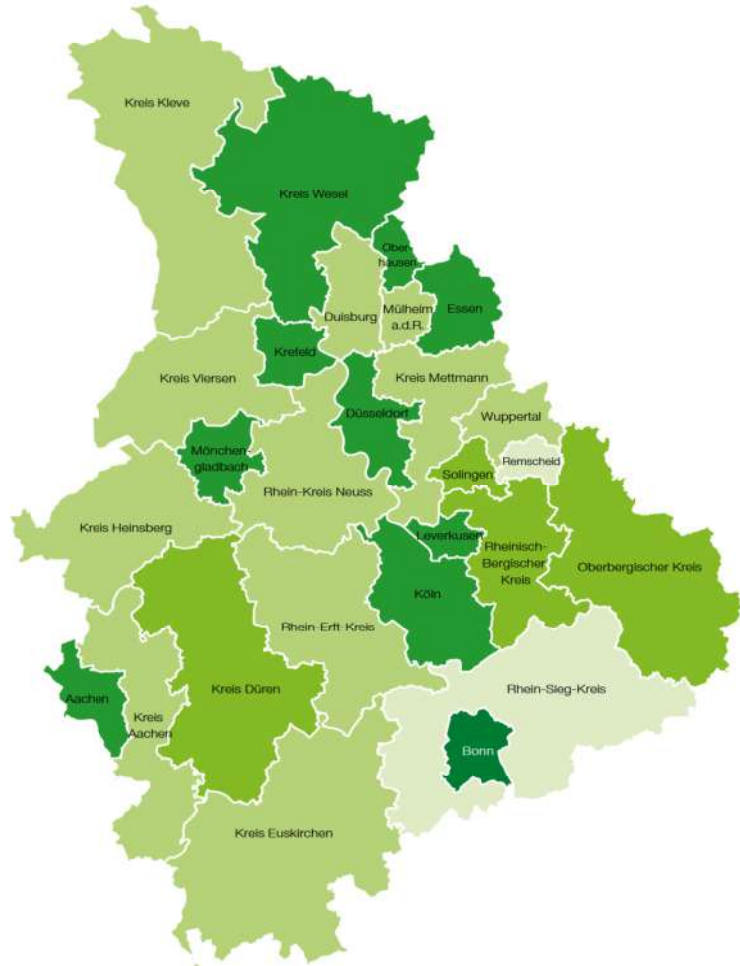 Kreis Kleve
Kreis Wesel
Ober-
hausen
Duisburg
Mülheim
a.d.R.
Essen
Krefeld
Kreis Viersen
Kreis Mettmann
Düsseldorf
Wuppertal
Mönchen-
gladbach
Solingen
Remscheid
Rhein-Kreis Neuss
Kreis Heinsberg
Leverkusen
Rheinisch-
Bergischer
Kreis
Oberbergischer Kreis
Köln
Rhein-Erft-Kreis
Rhein-Sieg-Kreis
Kreis Düren
Aachen
Kreis
Aachen
Bonn
Kreis Euskirchen